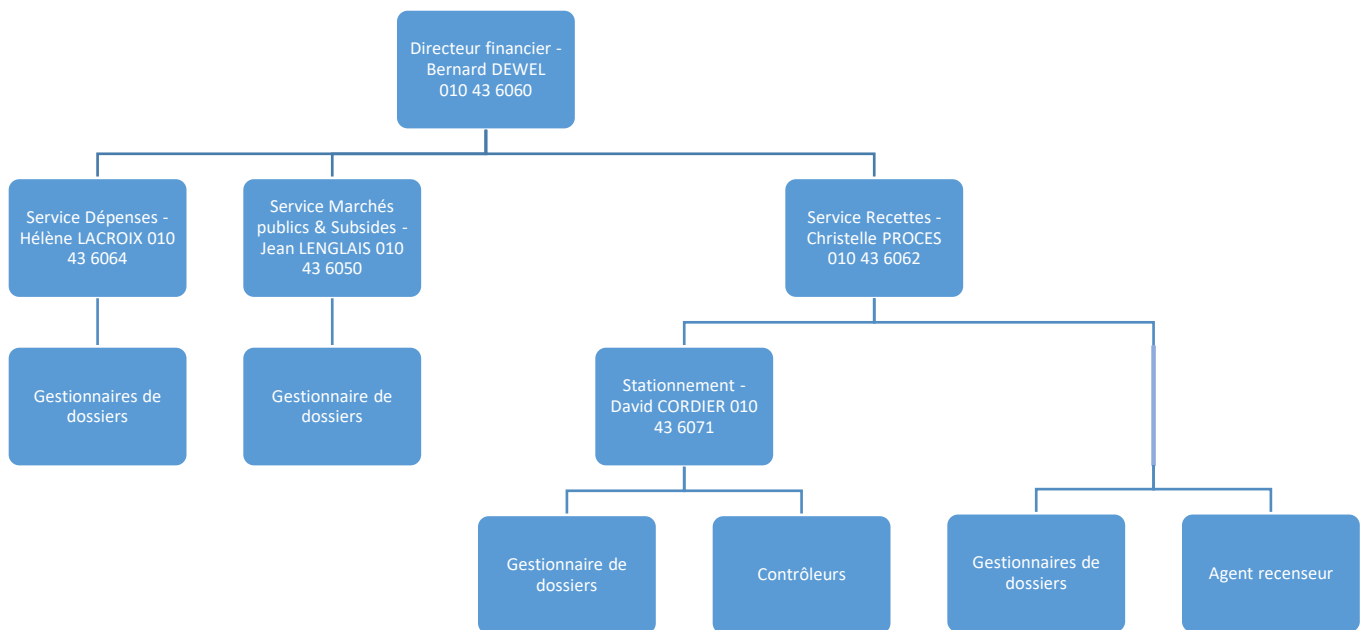 Directeur financier -
Bernard DEWEL
010 43 6060
Service Dépenses -
Hélène LACROIX 010
43 6064
Service Marchés
publics & Subsides -
Jean LENGLAIS 010
43 6050
Service Recettes -
Christelle PROCES
010 43 6062
Gestionnaires de
dossiers
Gestionnaire de
dossiers
Stationnement -
David CORDIER 010
43 6071
Gestionnaire de
dossiers
Contrôleurs
Gestionnaires de
dossiers
Agent recenseur